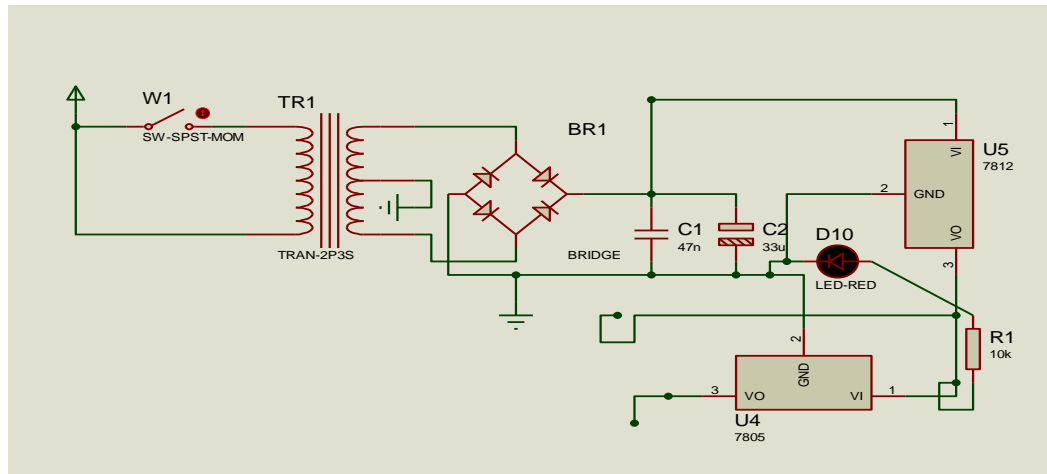 W1
SW-SPST-MOM
TR1
TRAN-2P3S
BR1
BRIDGE
C1
47n
C2
33u
D10
LED-RED
U5
7812
1
VI
2
GND
VO
3
R1
10k
2
GND
3
VO
VI
1
U4
7805